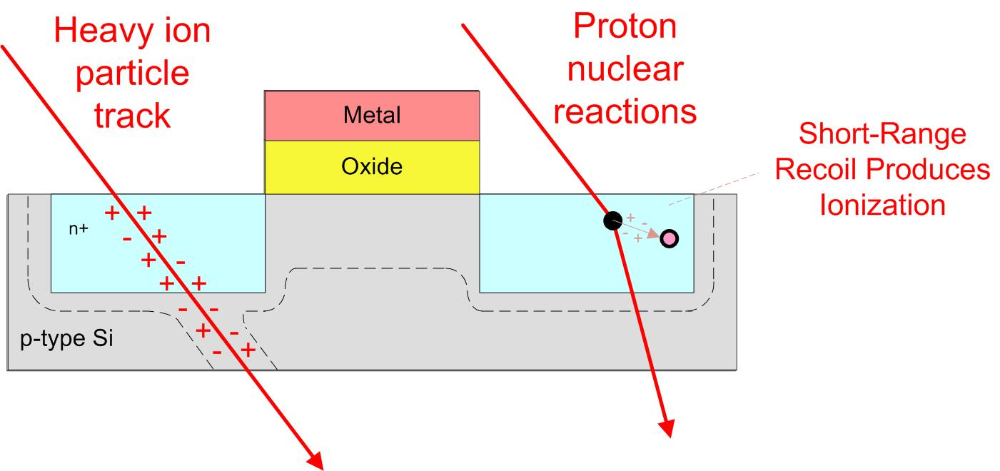 Heavy ion
particle
track
Proton
nuclear
reactions
Metal
Oxide
Short-Range
Recoil Produces
Ionization
n+
+ +
- +
+ -
+ +
- -
+ -
- +
+ -
- +
p-type Si